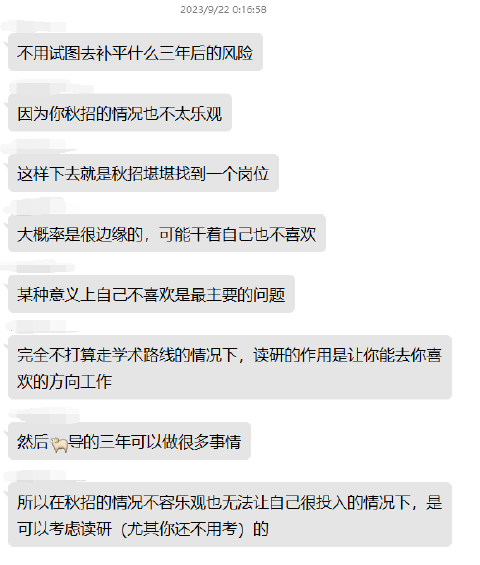 2023/9/22 0:16:58
不用试图去补平什么三年后的风险
因为你秋招的情况也不太乐观
这样下去就是秋招堪堪找到一个岗位
大概率是很边缘的，可能干着自己也不喜欢
某种意义上自己不喜欢是最主要的问题
完全不打算走学术路线的情况下，读研的作用是让你能去你喜
欢的方向工作
然后🐑导的三年可以做很多事情
所以在秋招的情况不容乐观也无法让自己很投入的情况下，是
可以考虑读研（尤其你还不用考）的